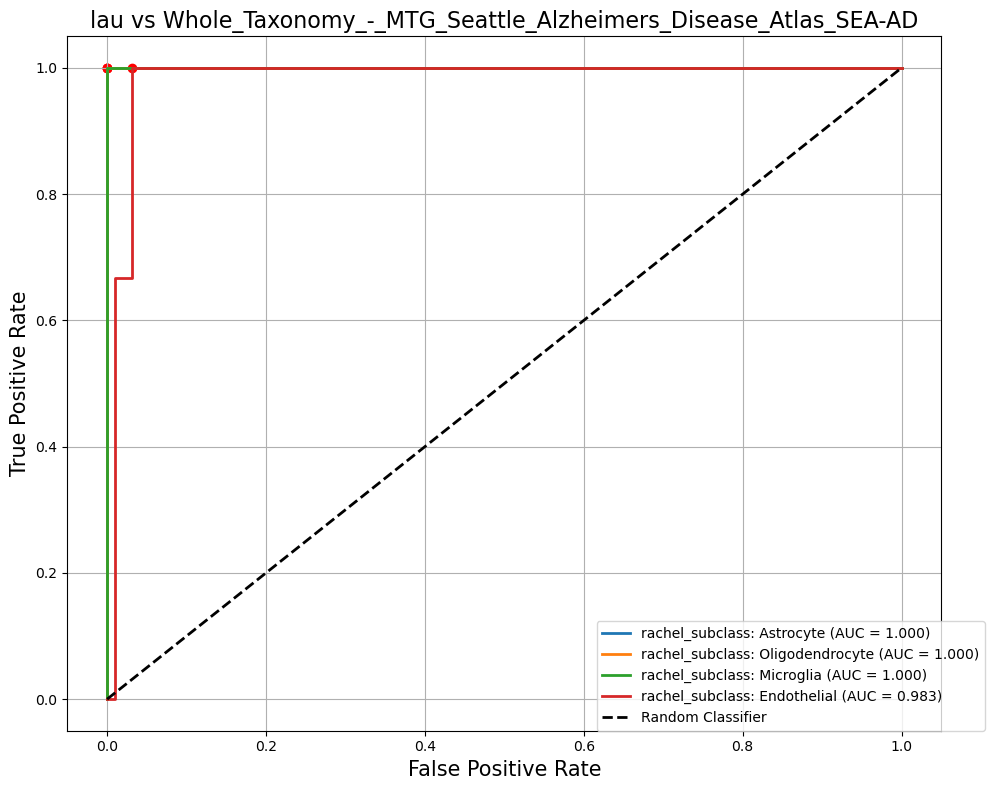 lau vs Whole_Taxonomy_-_MTG_Seattle_Alzheimers_Disease_Atlas_SEA-AD
1.0
0.8
0.6
0.4
0.2
0.0
True Positive Rate
rachel_subclass: Astrocyte (AUC = 1.000)
rachel_subclass: Oligodendrocyte (AUC = 1.000)
rachel_subclass: Microglia (AUC = 1.000)
rachel_subclass: Endothelial (AUC = 0.983)
Random Classifier
0.0 0.2 0.4 0.6 0.8 1.0
False Positive Rate